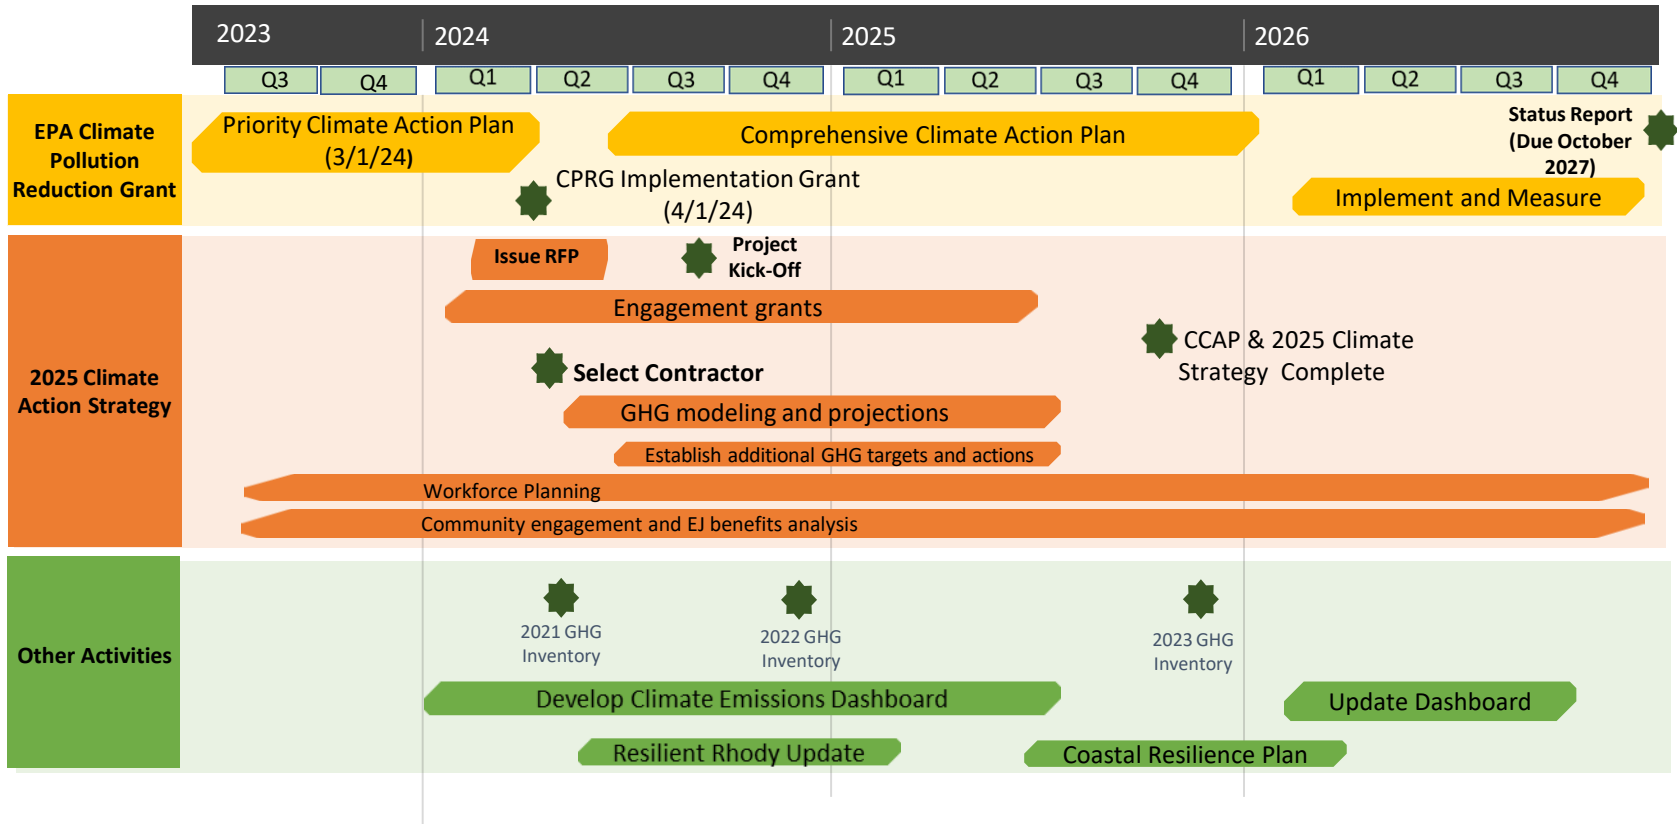 2023
2024
2025
2026
Q3
Q4
Q1
Q2
Q3
Q4
Q1
Q2
Q3
Q4
Q1
Q2
Q3
Q4
EPA Climate
Pollution
Reduction Grant
Priority Climate Action Plan
(3/1/24)
Comprehensive Climate Action Plan
Status Report
(Due October
2027)
CPRG Implementation Grant
(4/1/24)
Implement and Measure
2025 Climate
Action Strategy
Issue RFP
Project
Kick-Off
Engagement grants
CCAP & 2025 Climate
Strategy Complete
Select Contractor
GHG modeling and projections
Establish additional GHG targets and actions
Workforce Planning
Community engagement and EJ benefits analysis
Other Activities
2021 GHG
Inventory
2022 GHG
Inventory
2023 GHG
Inventory
Develop Climate Emissions Dashboard
Update Dashboard
Resilient Rhody Update
Coastal Resilience Plan